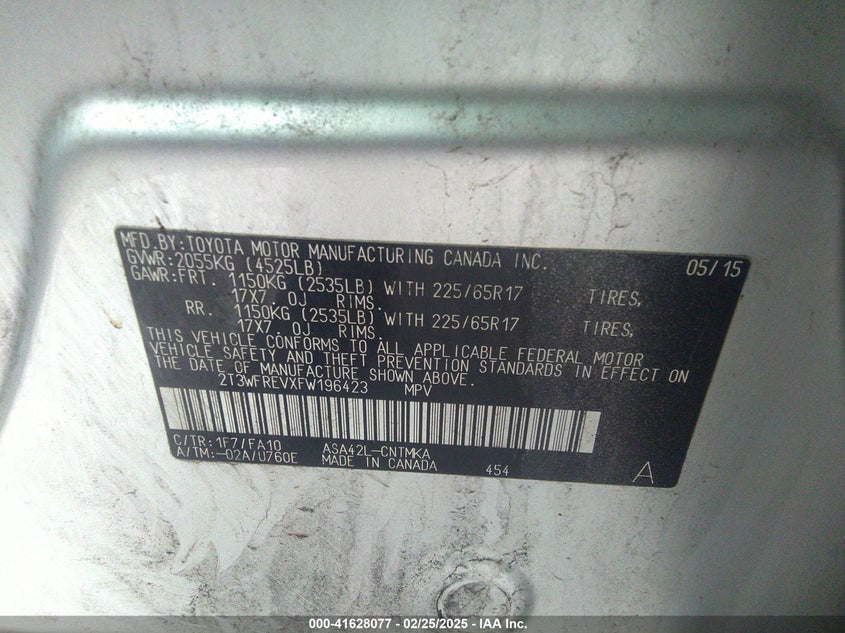 MFD.BY:TOYOTA MOTOR MANUFACTURING CANADA INC. 05/15
GVWR:2055KG (4525LB)
GAWR:FRT. 1150KG (2535LB) WITH 225/65R17 TIRES,
17X7.0J RIMS.
RR. 1150KG (2535LB) WITH 225/65R17 TIRES,
17X7.0J RIMS.
THIS VEHICLE CONFORMS TO ALL APPLICABLE FEDERAL MOTOR
VEHICLE SAFETY AND THEFT PREVENTION STANDARDS IN EFFECT ON
THE DATE OF MANUFACTURE SHOWN ABOVE.
2T3WFREVXFW196423 MPV
C/TR:1F7/FA10 ASA42L-CNTMKA
A/TM:-02A/U760E MADE IN CANADA 454 A
000-41628077 - 02/25/2025 - IAA Inc.